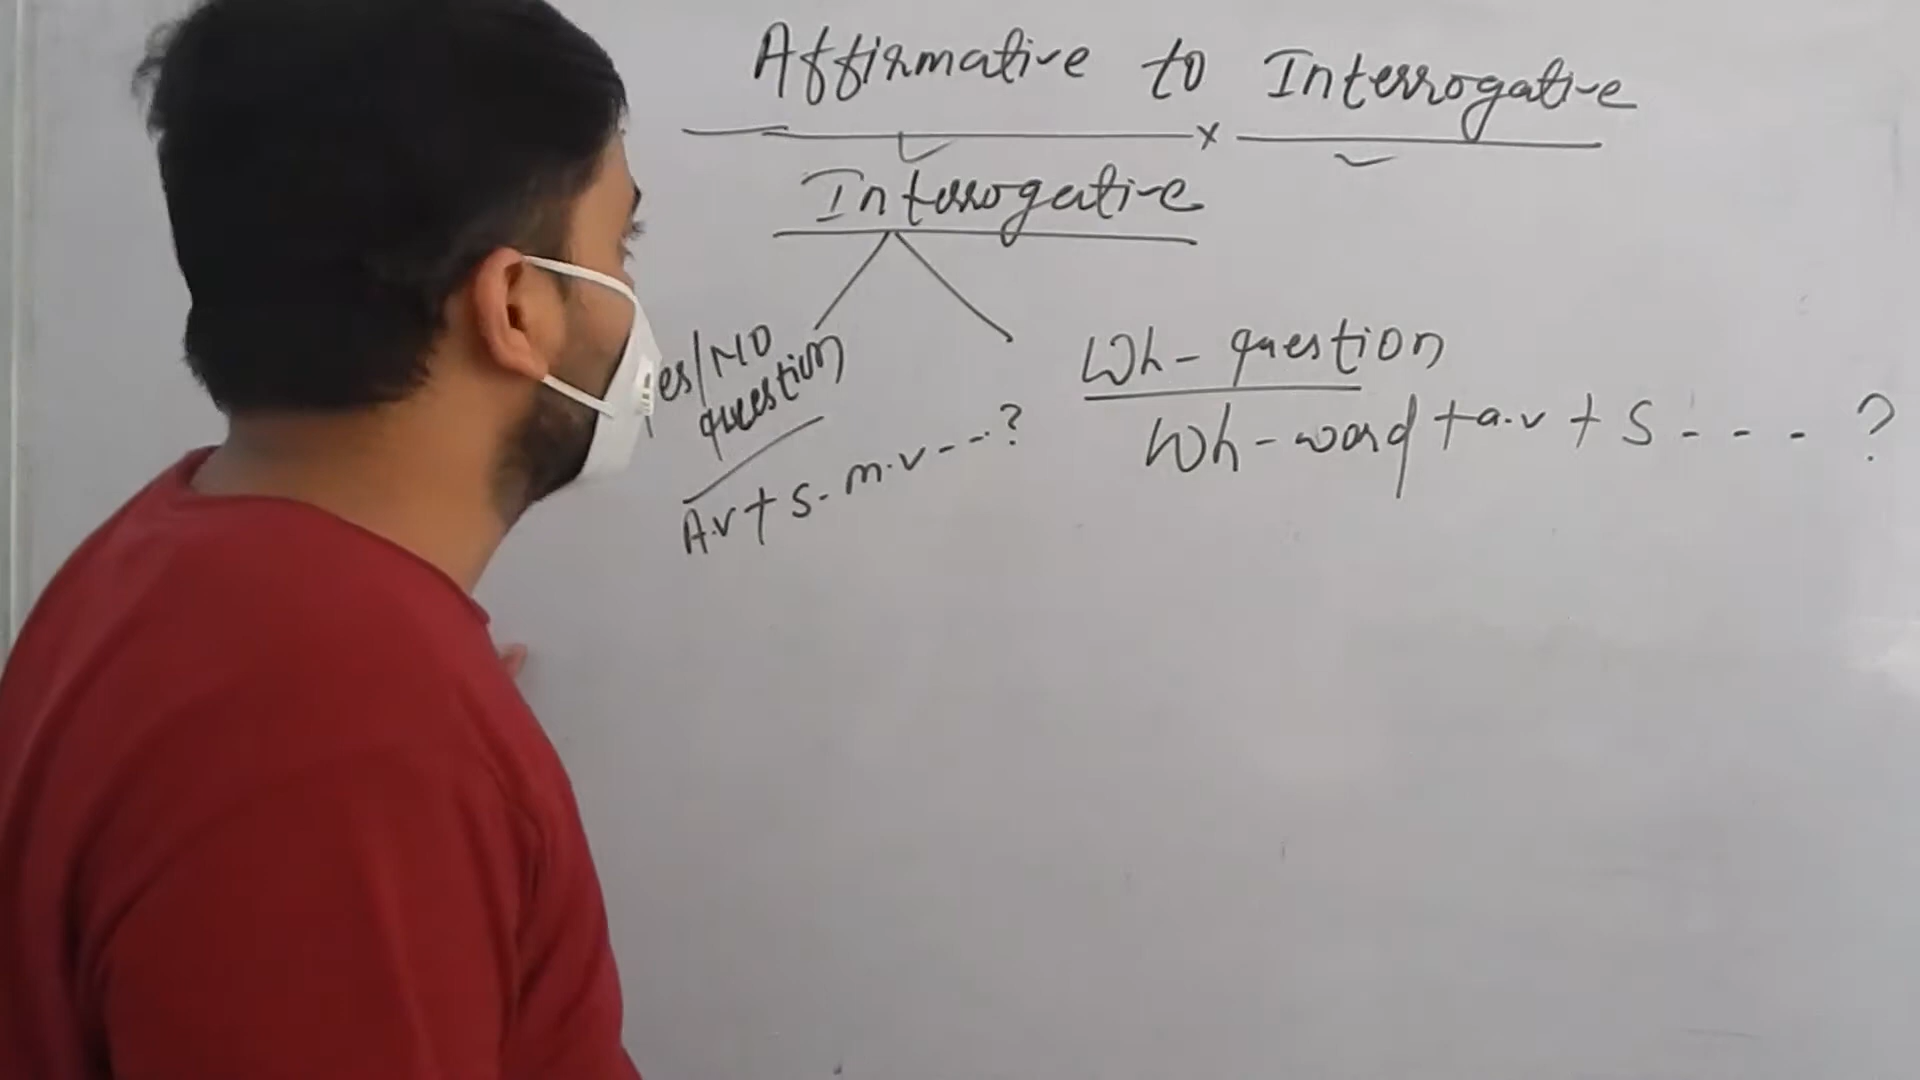 Affirmative to Interrogative
x
Interrogative
es/NO
question
A.v + S. m.v - - - ?
Wh - question
Wh - word + a.v + S - - - - ?